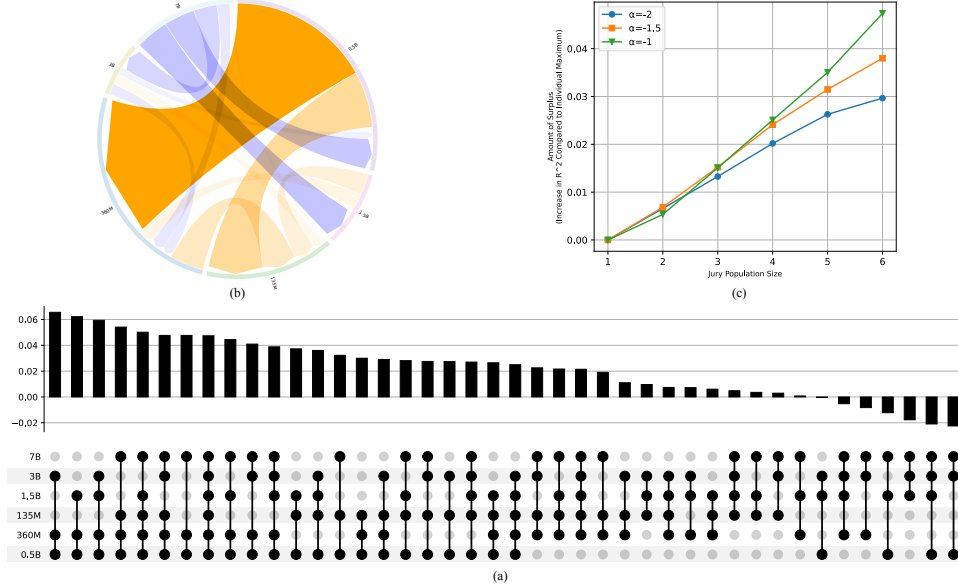 7B
0.5B
3B
1.5B
360M
135M
(b)
α=-2
α=-1.5
α=-1
Amount of Surplus
(Increase in R^2 Compared to Individual Maximum)
0.04
0.03
0.02
0.01
0.00
1 2 3 4 5 6
Jury Population Size
(c)
0.06
0.04
0.02
0.00
−0.02
7B
3B
1.5B
135M
360M
0.5B
(a)